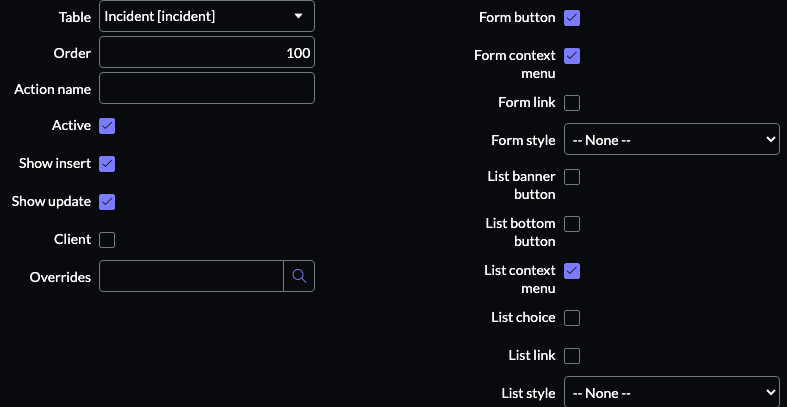 Table Incident [incident]
Order 100
Action name
Active
Show insert
Show update
Client
Overrides
Form button
Form context
menu
Form link
Form style -- None --
List banner
button
List bottom
button
List context
menu
List choice
List link
List style -- None --